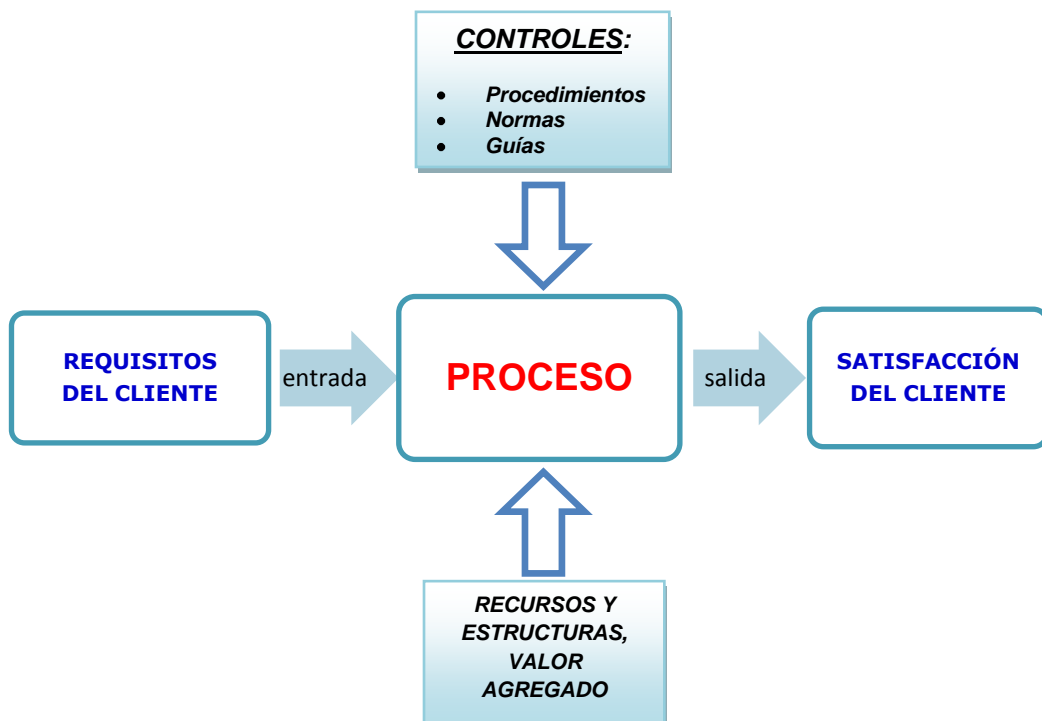 CONTROLES:
• Procedimientos
• Normas
• Guías
REQUISITOS
DEL CLIENTE
entrada
PROCESO
salida
SATISFACCIÓN
DEL CLIENTE
RECURSOS Y
ESTRUCTURAS,
VALOR
AGREGADO